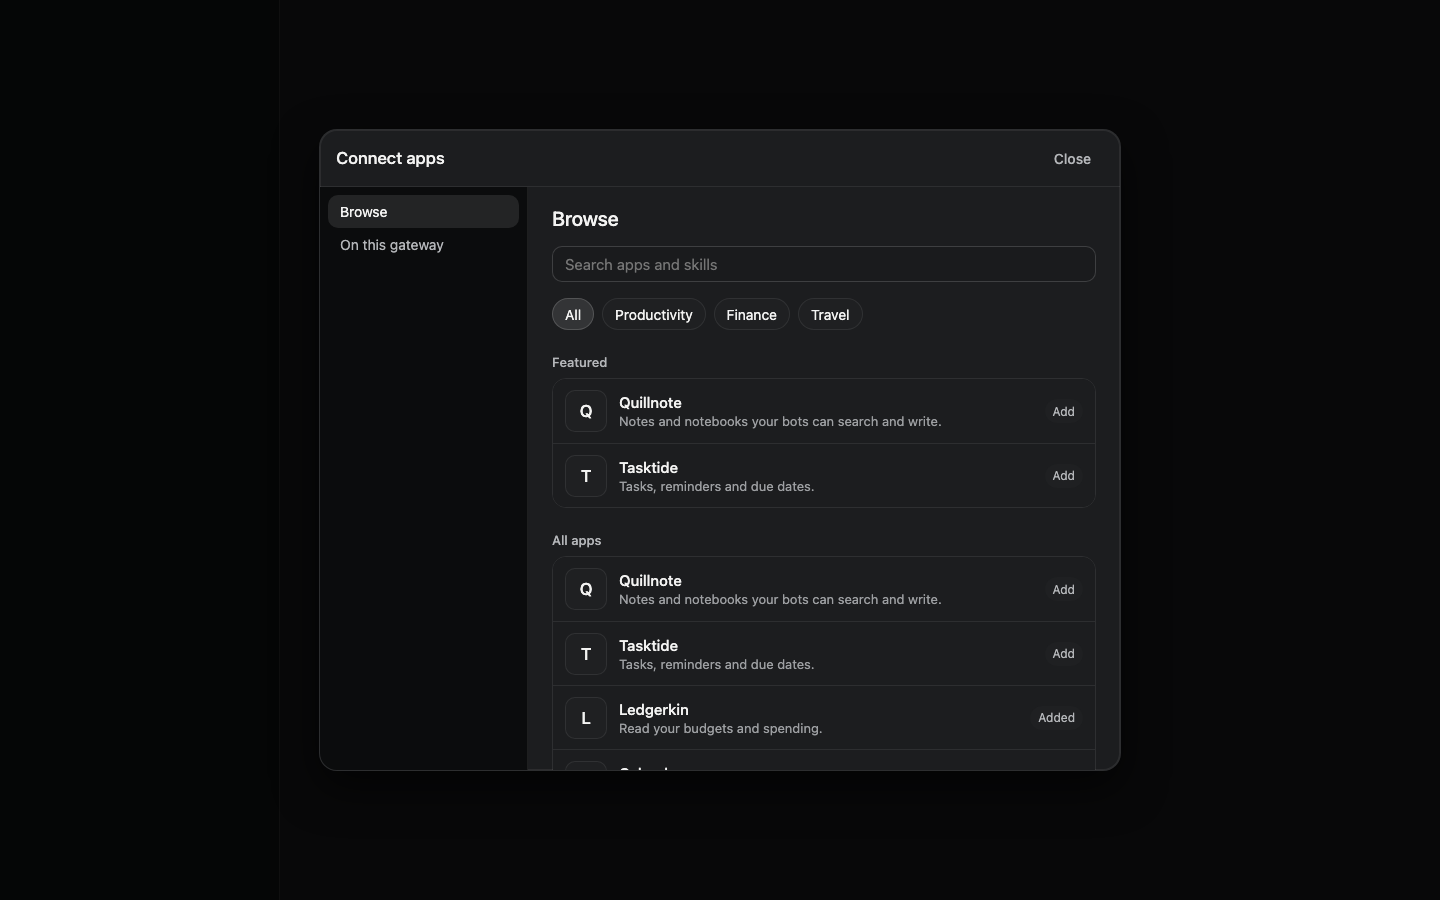 Connect apps
Close
Browse
On this gateway
Browse
Search apps and skills
All
Productivity
Finance
Travel
Featured
Q
Quillnote
Notes and notebooks your bots can search and write.
Add
T
Tasktide
Tasks, reminders and due dates.
Add
All apps
Q
Quillnote
Notes and notebooks your bots can search and write.
Add
T
Tasktide
Tasks, reminders and due dates.
Add
L
Ledgerkin
Read your budgets and spending.
Added